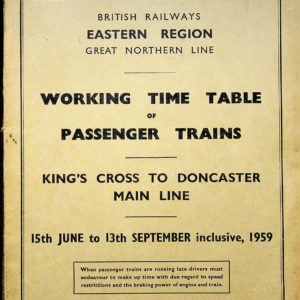 BRITISH RAILWAYS
EASTERN REGION
GREAT NORTHERN LINE
WORKING TIME TABLE
OF
PASSENGER TRAINS
KING'S CROSS TO DONCASTER
MAIN LINE
15th JUNE to 13th SEPTEMBER inclusive, 1959
When passenger trains are running late drivers must
endeavour to make up time with due regard to speed
restrictions and the braking power of engine and train.